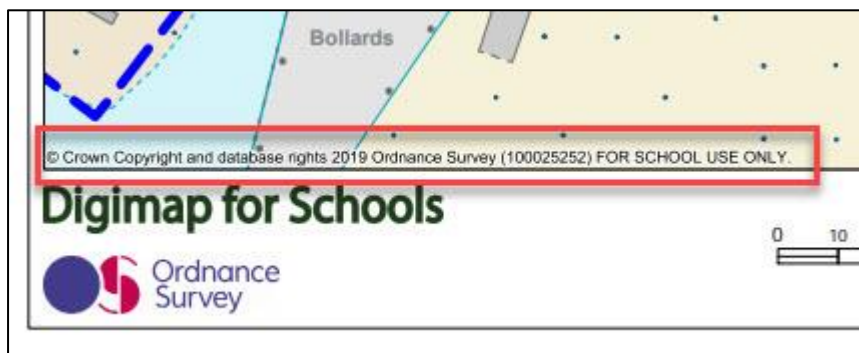 Bollards
© Crown Copyright and database rights 2019 Ordnance Survey (100025252) FOR SCHOOL USE ONLY.
Digimap for Schools
0 10
OS Ordnance
Survey